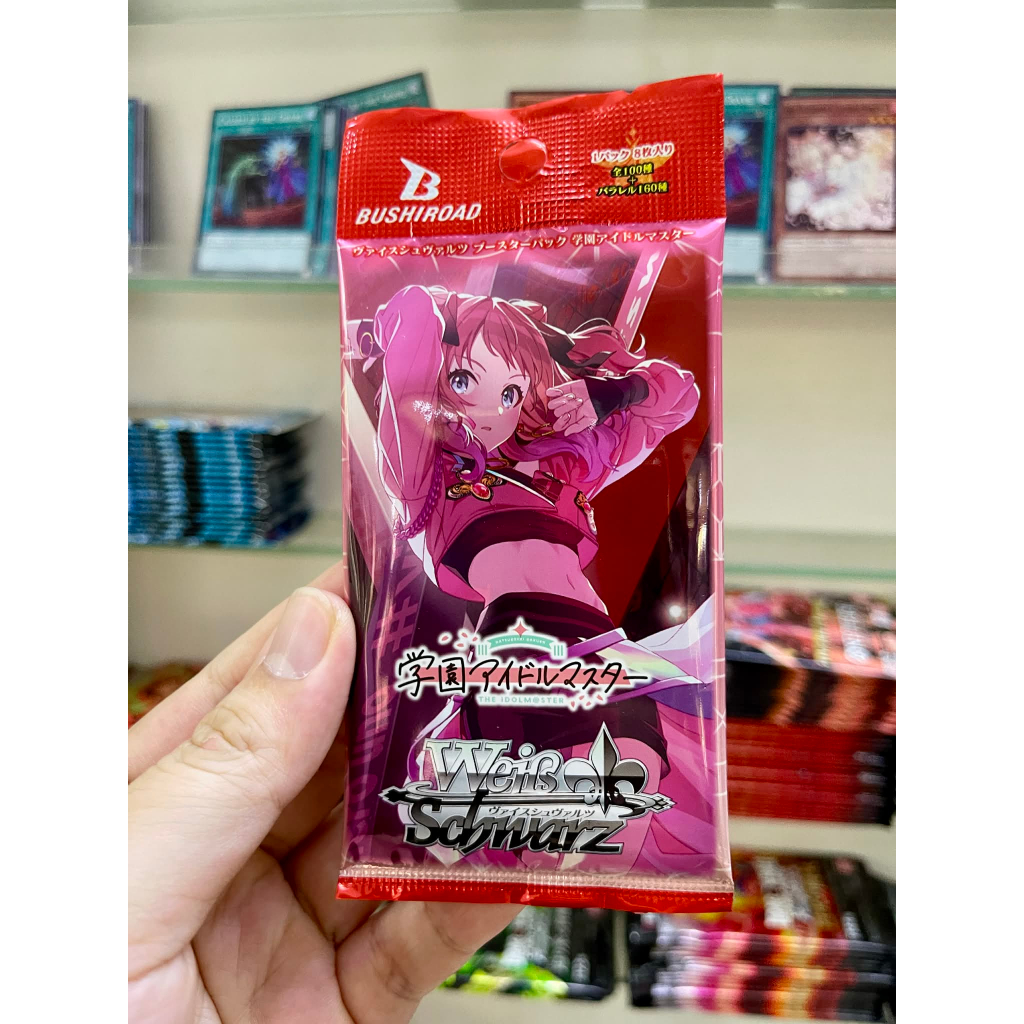 BUSHIROAD
1パック 8枚入り
全100種
+
パラレル160種
ヴァイスシュヴァルツ ブースターパック 学園アイドルマスター
学園アイドルマスター
THE IDOLM@STER
Weiß
ヴァイスシュヴァルツ
Schwarz